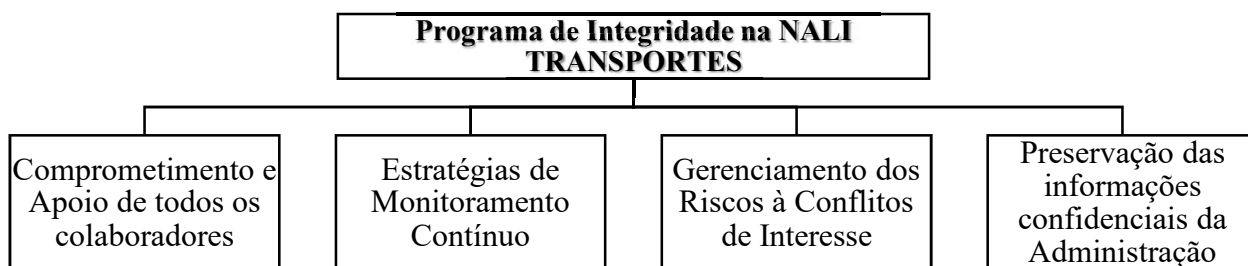 Programa de Integridade na NALI
TRANSPORTES
Comprometimento e
Apoio de todos os
colaboradores
Estratégias de
Monitoramento
Contínuo
Gerenciamento dos
Riscos à Conflitos
de Interesse
Preservação das
informações
confidenciais da
Administração